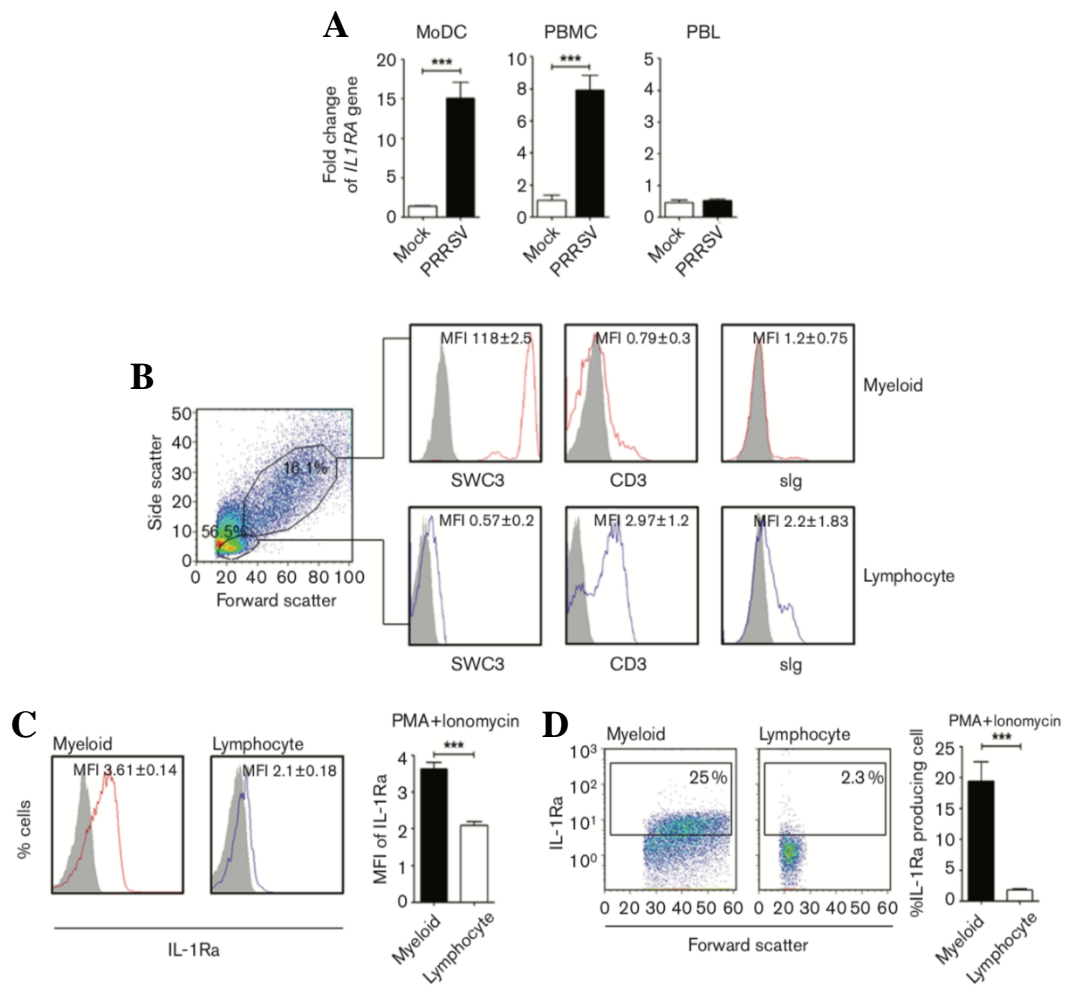 A
MoDC
PBMC
PBL
Fold change
of IL1RA gene
20
15
10
5
0
***
Mock
PRRSV
10
8
6
4
2
0
***
Mock
PRRSV
5
4
3
2
1
0
Mock
PRRSV
B
Side scatter
50
40
30
20
10
0
16.1%
56.5%
0 20 40 60 80 100
Forward scatter
MFI 118±2.5
MFI 0.79±0.3
MFI 1.2±0.75
Myeloid
SWC3
CD3
slg
MFI 0.57±0.2
MFI 2.97±1.2
MFI 2.2±1.83
Lymphocyte
SWC3
CD3
slg
C
Myeloid
Lymphocyte
MFI 3.61±0.14
MFI 2.1±0.18
% cells
IL-1Ra
PMA+Ionomycin
***
MFI of IL-1Ra
4
3
2
1
0
Myeloid
Lymphocyte
D
Myeloid
Lymphocyte
IL-1Ra
10³
10²
10¹
10⁰
25 %
2.3 %
0 10 20 30 40 50 60
0 10 20 30 40 50 60
Forward scatter
PMA+Ionomycin
***
%IL-1Ra producing cell
25
20
15
10
5
0
Myeloid
Lymphocyte